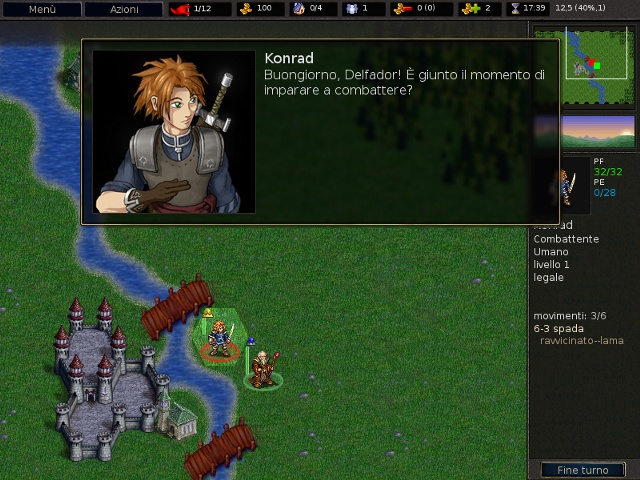 Menù
Azioni
1/12
100
0/4
1
0 (0)
2
17:39
12,5 (40%,1)
Konrad
Buongiorno, Delfador! È giunto il momento di
imparare a combattere?
PF
32/32
PE
0/28
Konrad
Combattente
Umano
livello 1
legale
movimenti: 3/6
6-3 spada
ravvicinato--lama
Fine turno